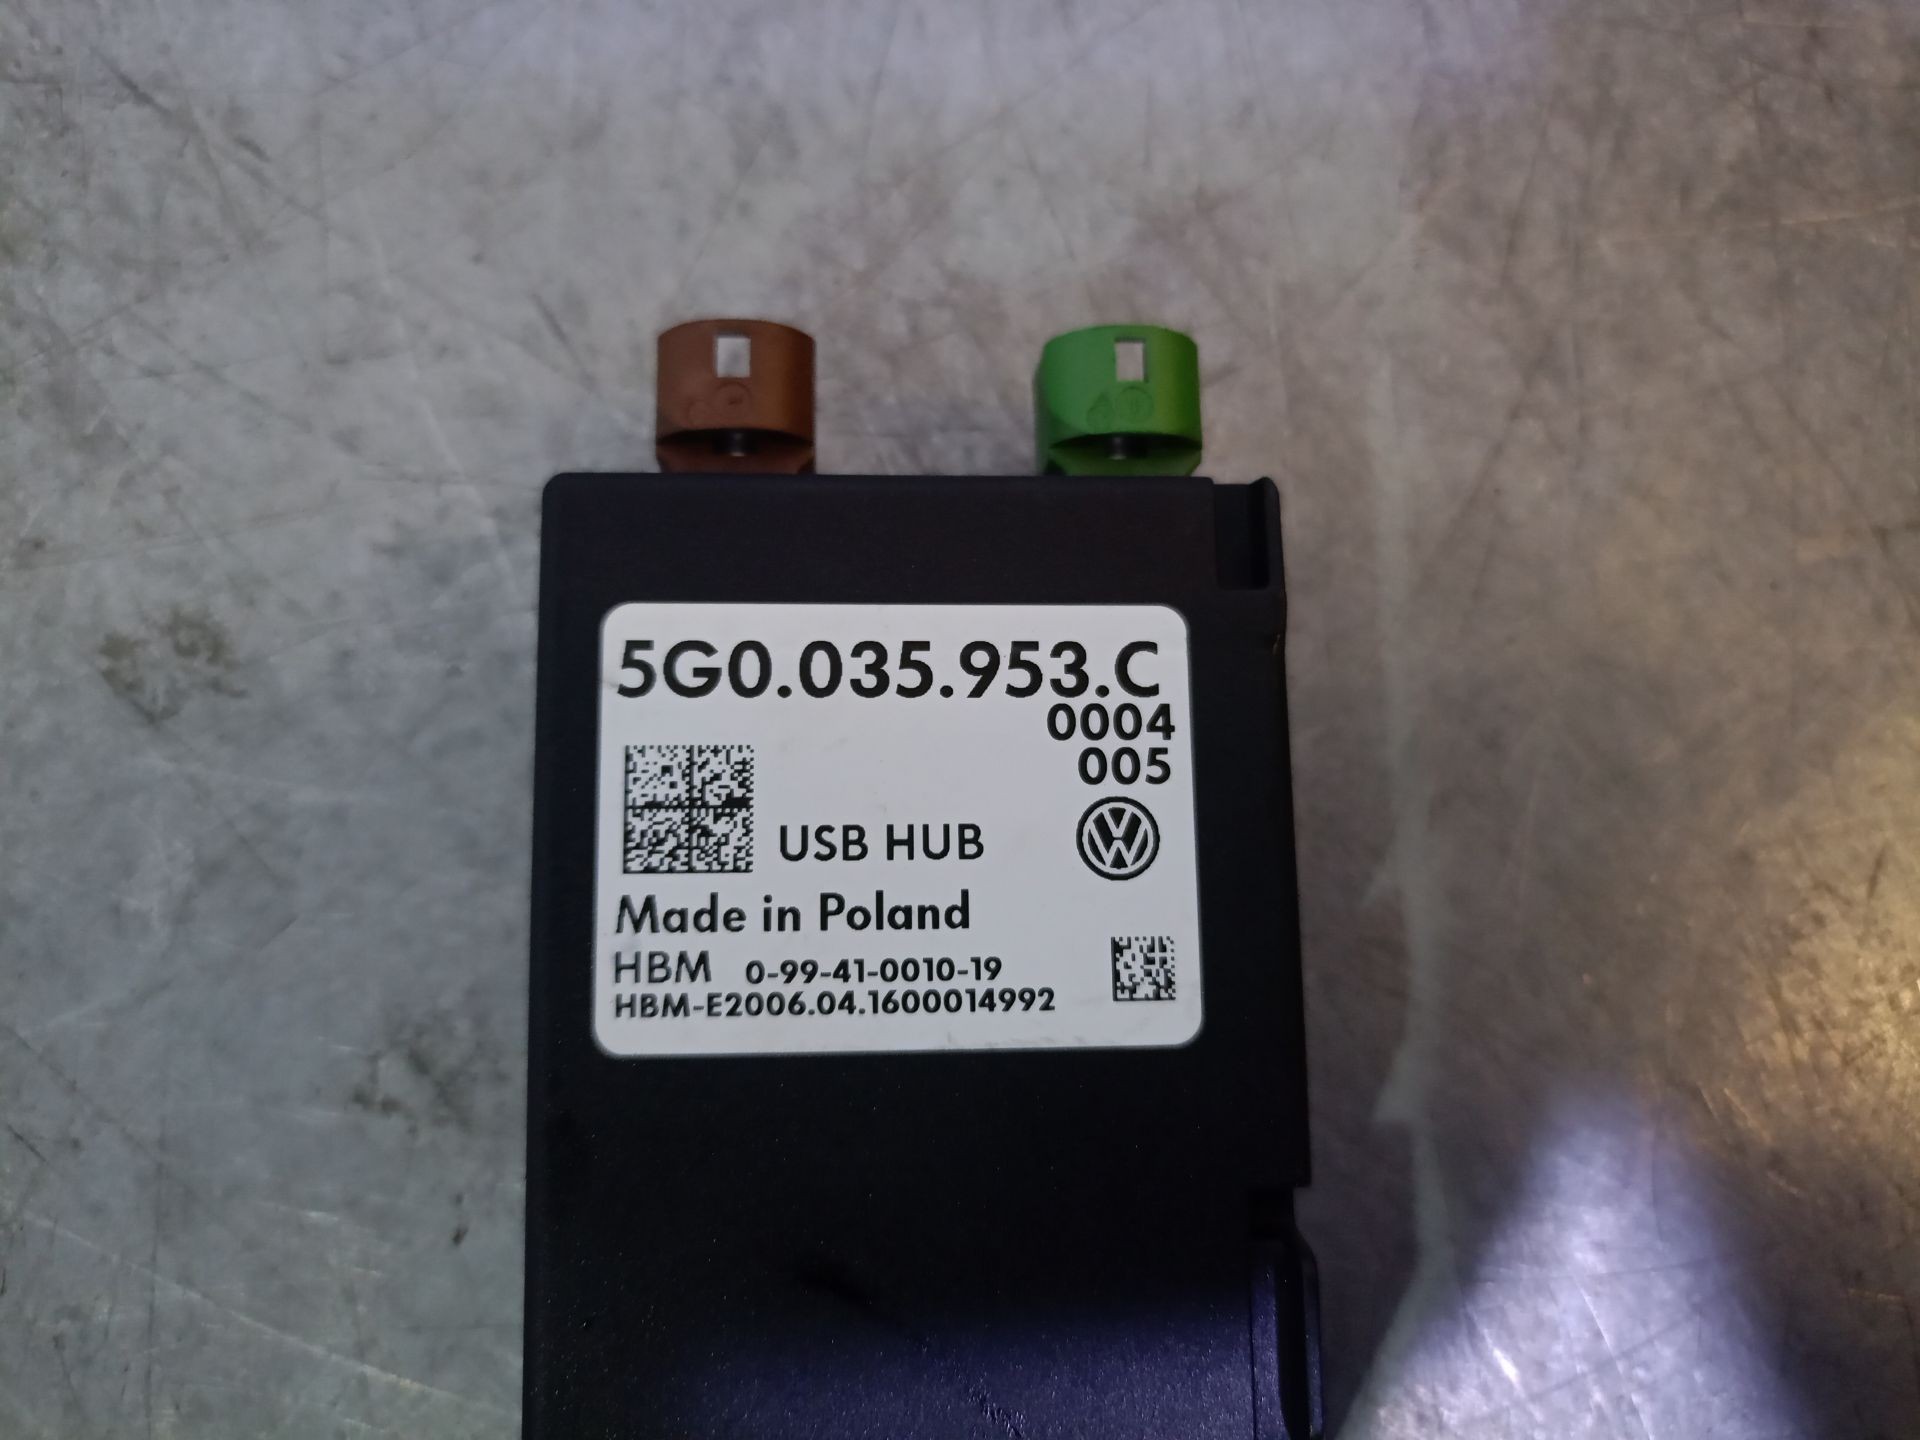 5G0.035.953.C
0004
005
USB HUB
Made in Poland
HBM 0-99-41-0010-19
HBM-E2006.04.1600014992